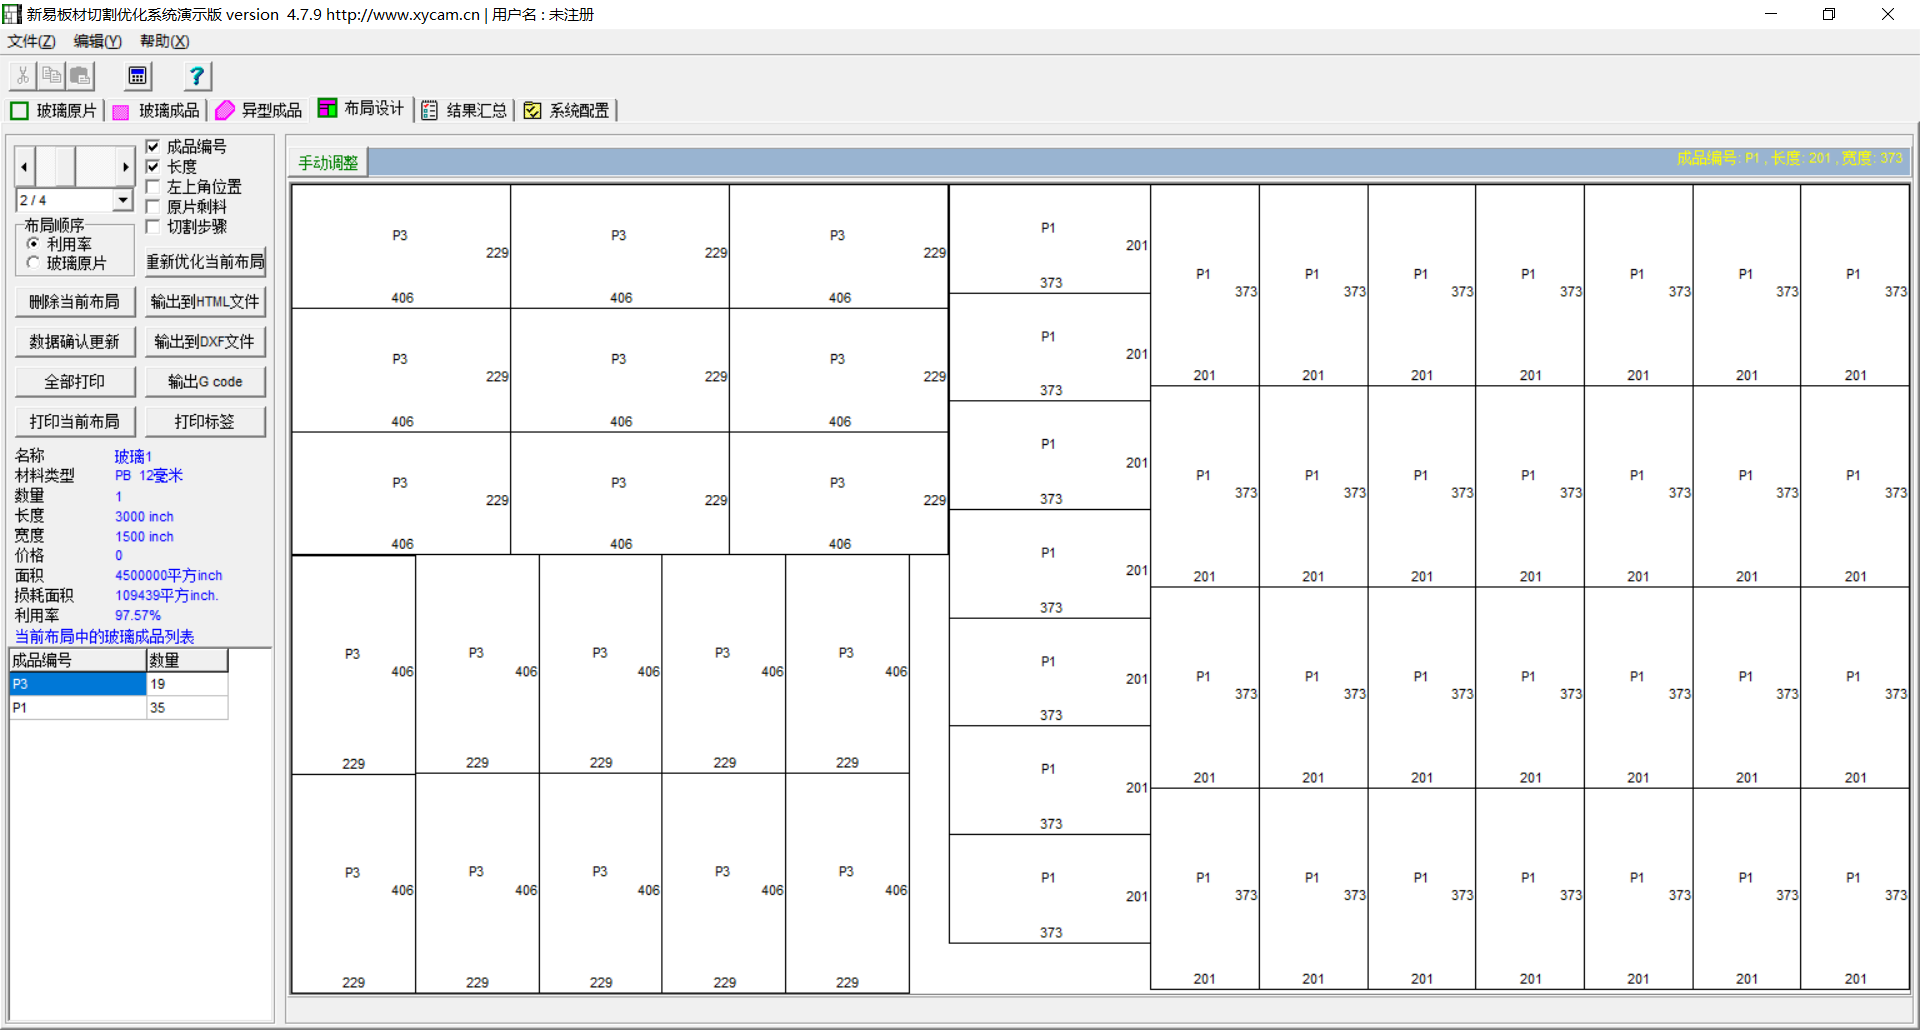 新易板材切割优化系统演示版 version  4.7.9 http://www.xycam.cn | 用户名 : 未注册
文件(Z) 编辑(Y) 帮助(X)
玻璃原片 玻璃成品 异型成品 布局设计 结果汇总 系统配置
成品编号
长度
左上角位置
原片剩料
切割步骤
2 / 4
布局顺序
利用率
玻璃原片
重新优化当前布局
删除当前布局 输出到HTML文件
数据确认更新 输出到DXF文件
全部打印 输出G code
打印当前布局 打印标签
名称 玻璃1
材料类型 PB  12毫米
数量 1
长度 3000 inch
宽度 1500 inch
价格 0
面积 4500000平方inch
损耗面积 109439平方inch.
利用率 97.57%
当前布局中的玻璃成品列表
成品编号 数量
P3 19
P1 35
手动调整
成品编号: P1 , 长度: 201 , 宽度: 373
P3 P3 P3
229 229 229
406 406 406
P3 P3 P3
229 229 229
406 406 406
P3 P3 P3
229 229 229
406 406 406
P3 P3 P3 P3 P3
406 406 406 406 406
229 229 229 229 229
P3 P3 P3 P3 P3
406 406 406 406 406
229 229 229 229 229
P1
201
373
P1
201
373
P1
201
373
P1
201
373
P1
201
373
P1
201
373
P1
201
373
P1 P1 P1 P1 P1 P1 P1
373 373 373 373 373 373 373
201 201 201 201 201 201 201
P1 P1 P1 P1 P1 P1 P1
373 373 373 373 373 373 373
201 201 201 201 201 201 201
P1 P1 P1 P1 P1 P1 P1
373 373 373 373 373 373 373
201 201 201 201 201 201 201
P1 P1 P1 P1 P1 P1 P1
373 373 373 373 373 373 373
201 201 201 201 201 201 201